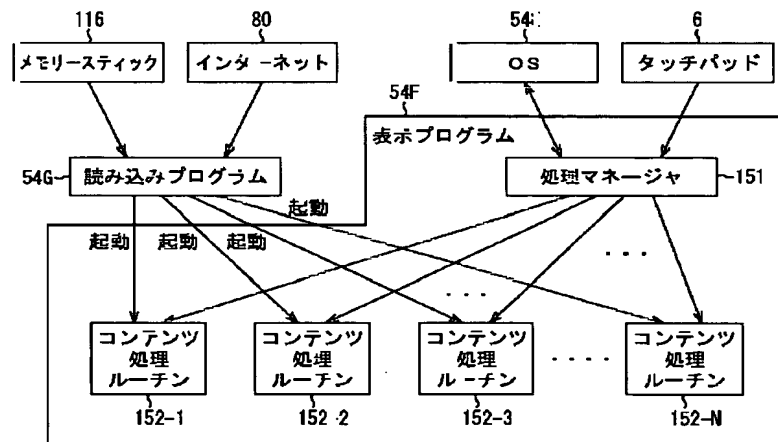 116
80
54
6
メモリースティック
インターネット
OS
タッチパッド
54F
表示プログラム
54G
読み込みプログラム
処理マネージャ
151
起動
起動
起動
起動
・・・
・・・
コンテンツ
処理
ルーチン
コンテンツ
処理
ルーチン
コンテンツ
処理
ルーチン
・・・・
コンテンツ
処理
ルーチン
152-1
152-2
152-3
152-N